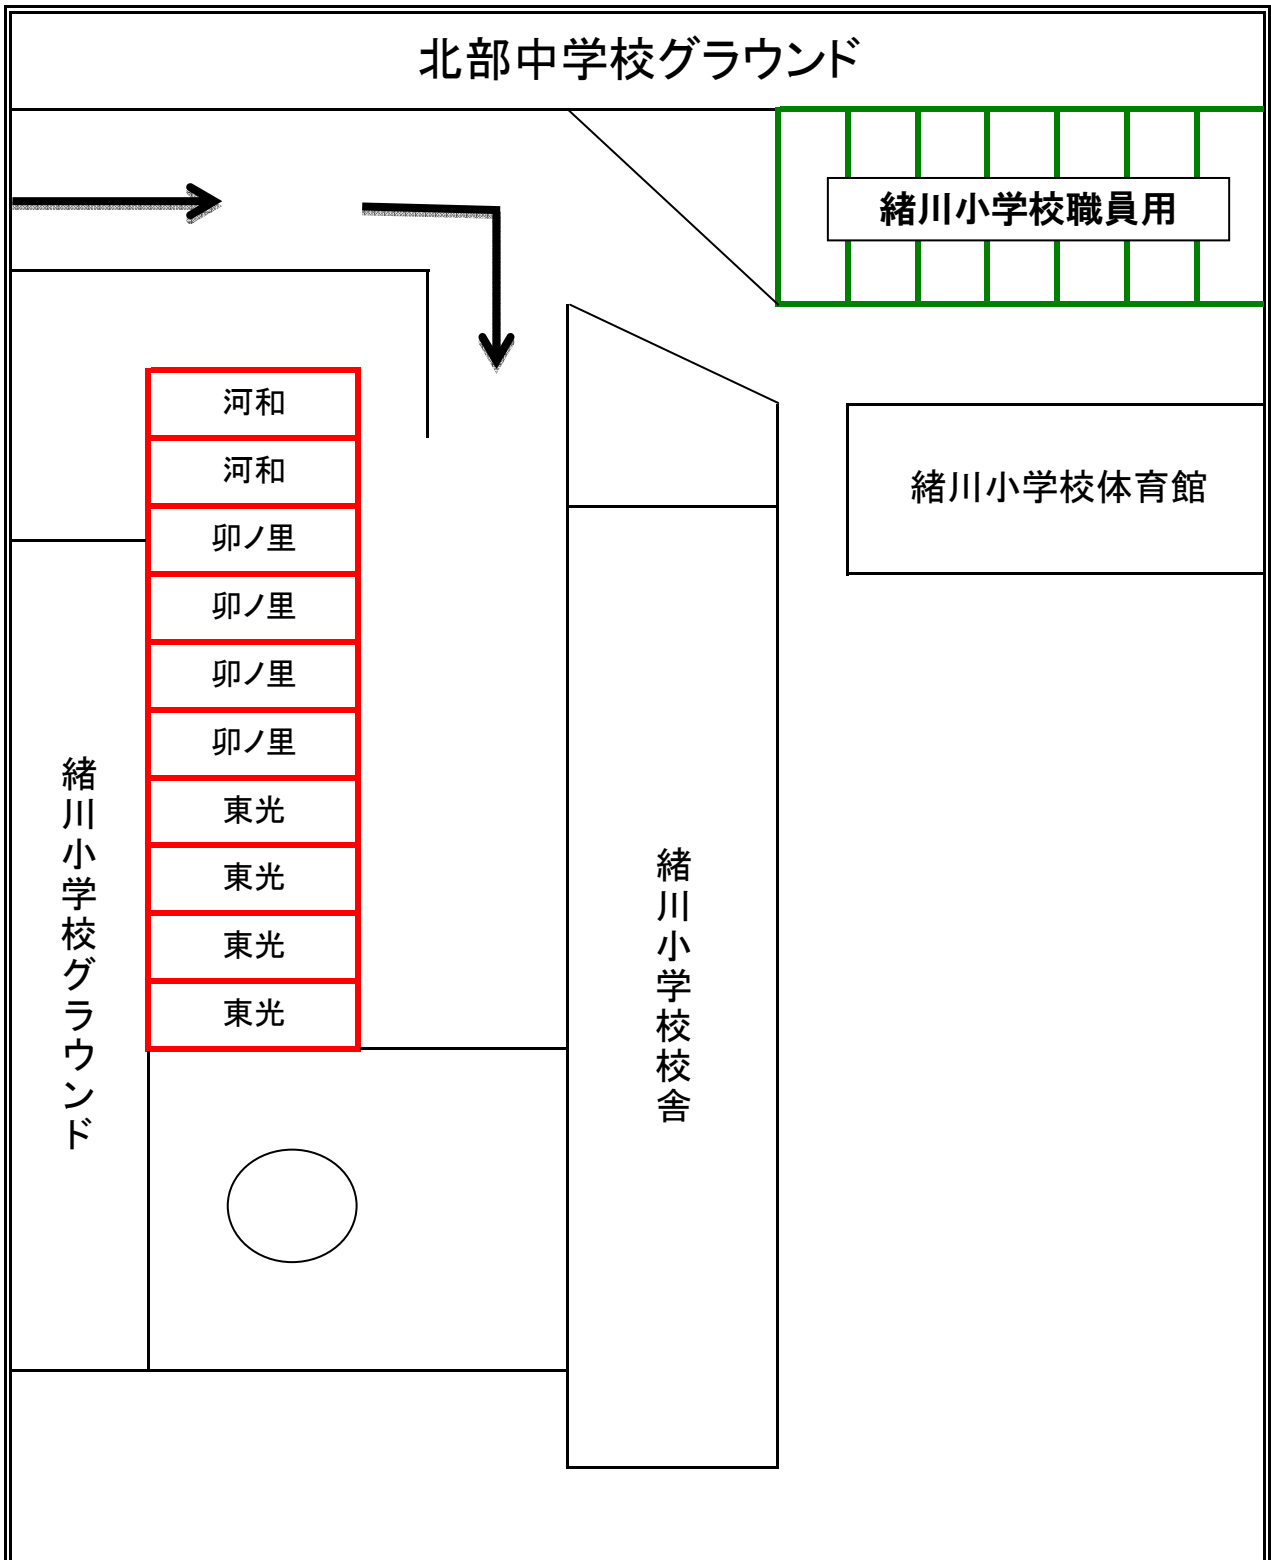 北部中学校グラウンド
緒川小学校職員用
河和
河和
緒川小学校体育館
卯ノ里
卯ノ里
卯ノ里
卯ノ里
東光
東光
東光
東光
緒川小学校グラウンド
緒川小学校校舎